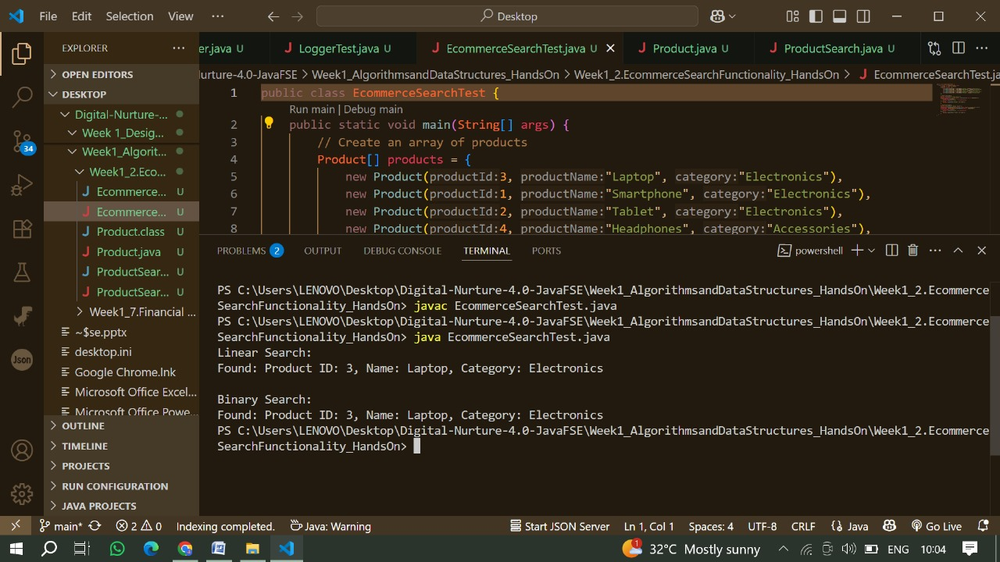 File Edit Selection View ··· Desktop
EXPLORER ···
er.java U LoggerTest.java U EcommerceSearchTest.java U Product.java U ProductSearch.java U ···
OPEN EDITORS
DESKTOP
Digital-Nurture-...
Week 1_Desig...
Week1_Algorit...
Week1_2.Eco...
Ecommerce... U
Ecommerce... U
Product.class U
Product.java U
ProductSear... U
ProductSear... U
Week1_7.Financial ...
~$se.pptx
desktop.ini
Google Chrome.lnk
Microsoft Office Excel...
Microsoft Office Powe...
OUTLINE
TIMELINE
PROJECTS
RUN CONFIGURATION
JAVA PROJECTS
34
Json
Nurture-4.0-JavaFSE > Week1_AlgorithmsandDataStructures_HandsOn > Week1_2.EcommerceSearchFunctionality_HandsOn > EcommerceSearchTest.ja
1 public class EcommerceSearchTest {
Run main | Debug main
2 public static void main(String[] args) {
3 // Create an array of products
4 Product[] products = {
5 new Product(productId:3, productName:"Laptop", category:"Electronics"),
6 new Product(productId:1, productName:"Smartphone", category:"Electronics"),
7 new Product(productId:2, productName:"Tablet", category:"Electronics"),
8 new Product(productId:4, productName:"Headphones", category:"Accessories"),
PROBLEMS 2 OUTPUT DEBUG CONSOLE TERMINAL PORTS powershell ···
PS C:\Users\LENOVO\Desktop\Digital-Nurture-4.0-JavaFSE\Week1_AlgorithmsandDataStructures_HandsOn\Week1_2.Ecommerce
SearchFunctionality_HandsOn> javac EcommerceSearchTest.java
PS C:\Users\LENOVO\Desktop\Digital-Nurture-4.0-JavaFSE\Week1_AlgorithmsandDataStructures_HandsOn\Week1_2.Ecommerce
SearchFunctionality_HandsOn> java EcommerceSearchTest.java
Linear Search:
Found: Product ID: 3, Name: Laptop, Category: Electronics
Binary Search:
Found: Product ID: 3, Name: Laptop, Category: Electronics
PS C:\Users\LENOVO\Desktop\Digital-Nurture-4.0-JavaFSE\Week1_AlgorithmsandDataStructures_HandsOn\Week1_2.Ecommerce
SearchFunctionality_HandsOn>
main* 2 0 Indexing completed. Java: Warning Start JSON Server Ln 1, Col 1 Spaces: 4 UTF-8 CRLF {} Java Go Live
1 32°C Mostly sunny ENG 10:04